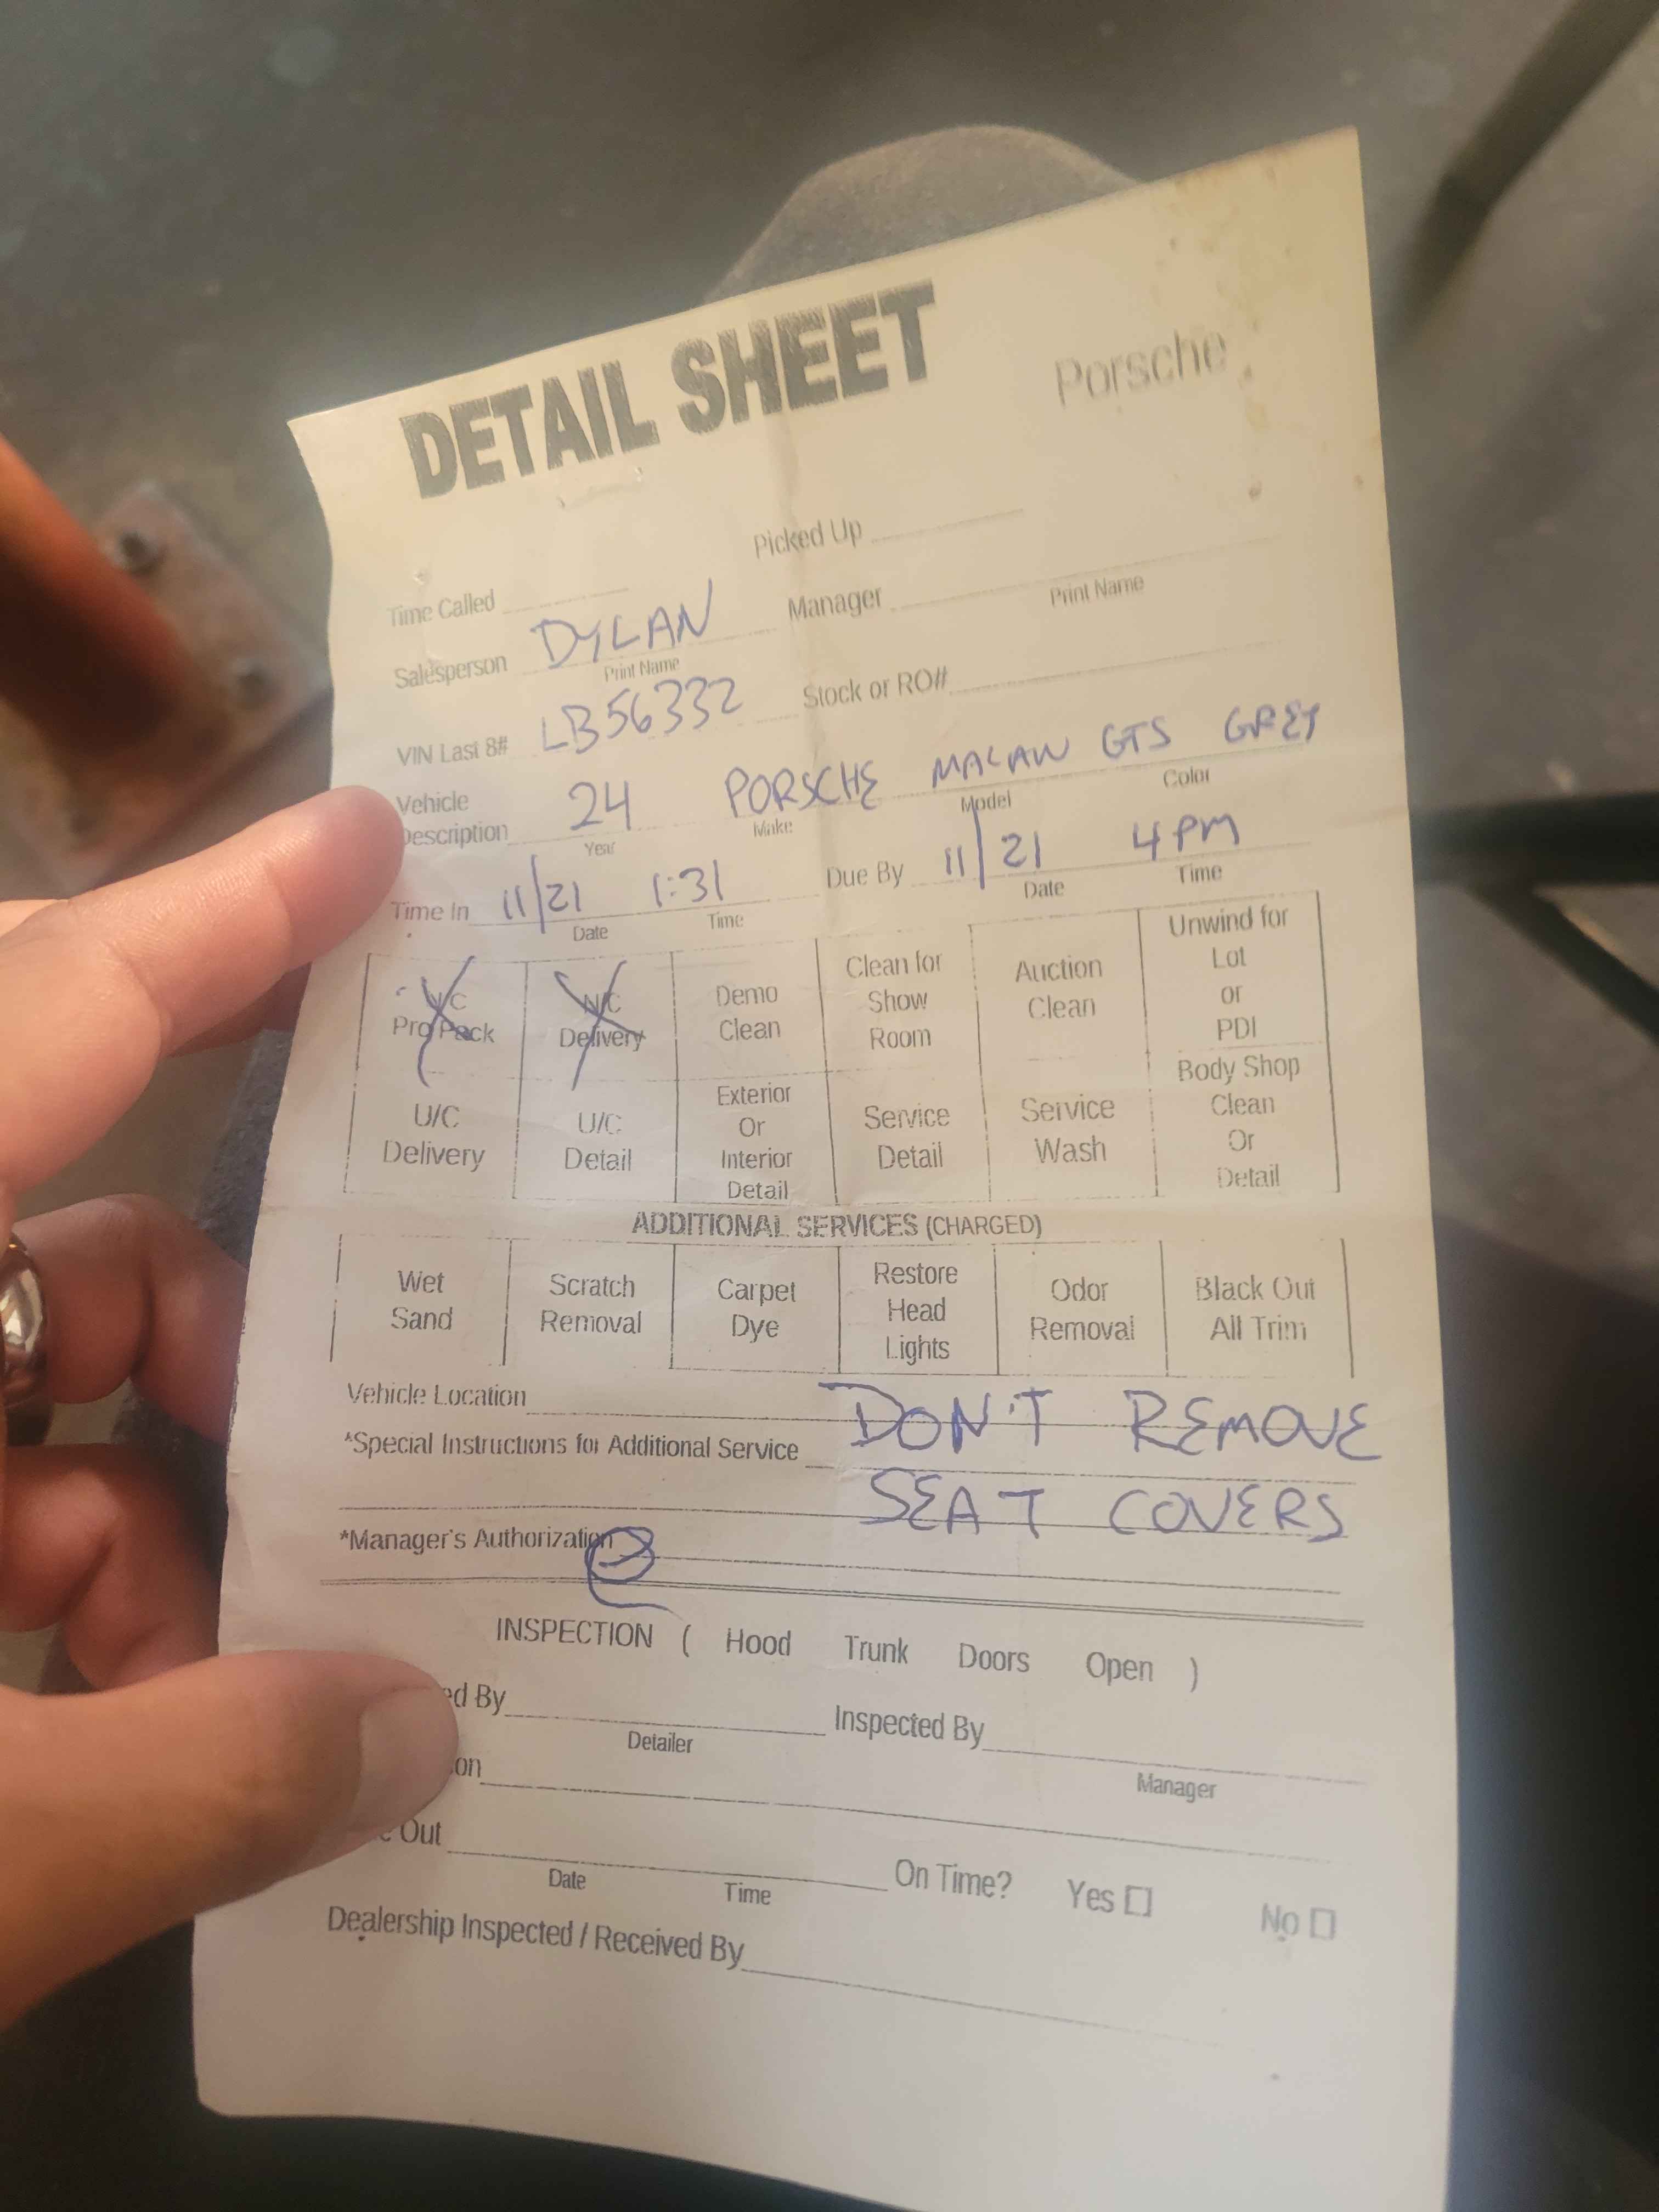 DETAIL SHEET Porsche
Picked Up
Time Called
Salesperson DYLAN Manager
Print Name Print Name
VIN Last 8# LB56332 Stock or RO#
Vehicle Description 24 PORSCHE MACAN GTS GREY
Year Make Model Color
Time In 11/21 1:31 Due By 11/21 4PM
Date Time Date Time
Pro Pack
N/C Delivery
Demo Clean
Clean for Show Room
Auction Clean
Unwind for Lot or PDI
U/C Delivery
U/C Detail
Exterior Or Interior Detail
Service Detail
Service Wash
Body Shop Clean Or Detail
ADDITIONAL SERVICES (CHARGED)
Wet Sand
Scratch Removal
Carpet Dye
Restore Head Lights
Odor Removal
Black Out All Trim
Vehicle Location
*Special Instructions for Additional Service DON'T REMOVE
SEAT COVERS
*Manager's Authorization
INSPECTION ( Hood Trunk Doors Open )
By Inspected By
Detailer Manager
Out On Time? Yes No
Date Time
Dealership Inspected / Received By